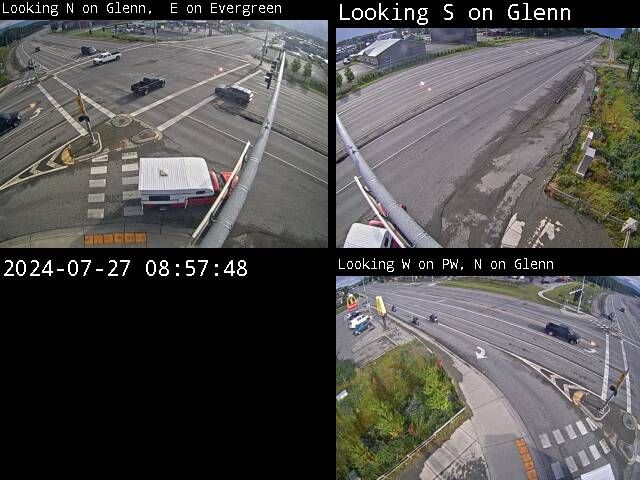 Looking N on Glenn,  E on Evergreen
Looking S on Glenn
2024-07-27 08:57:48
Looking W on PW, N on Glenn